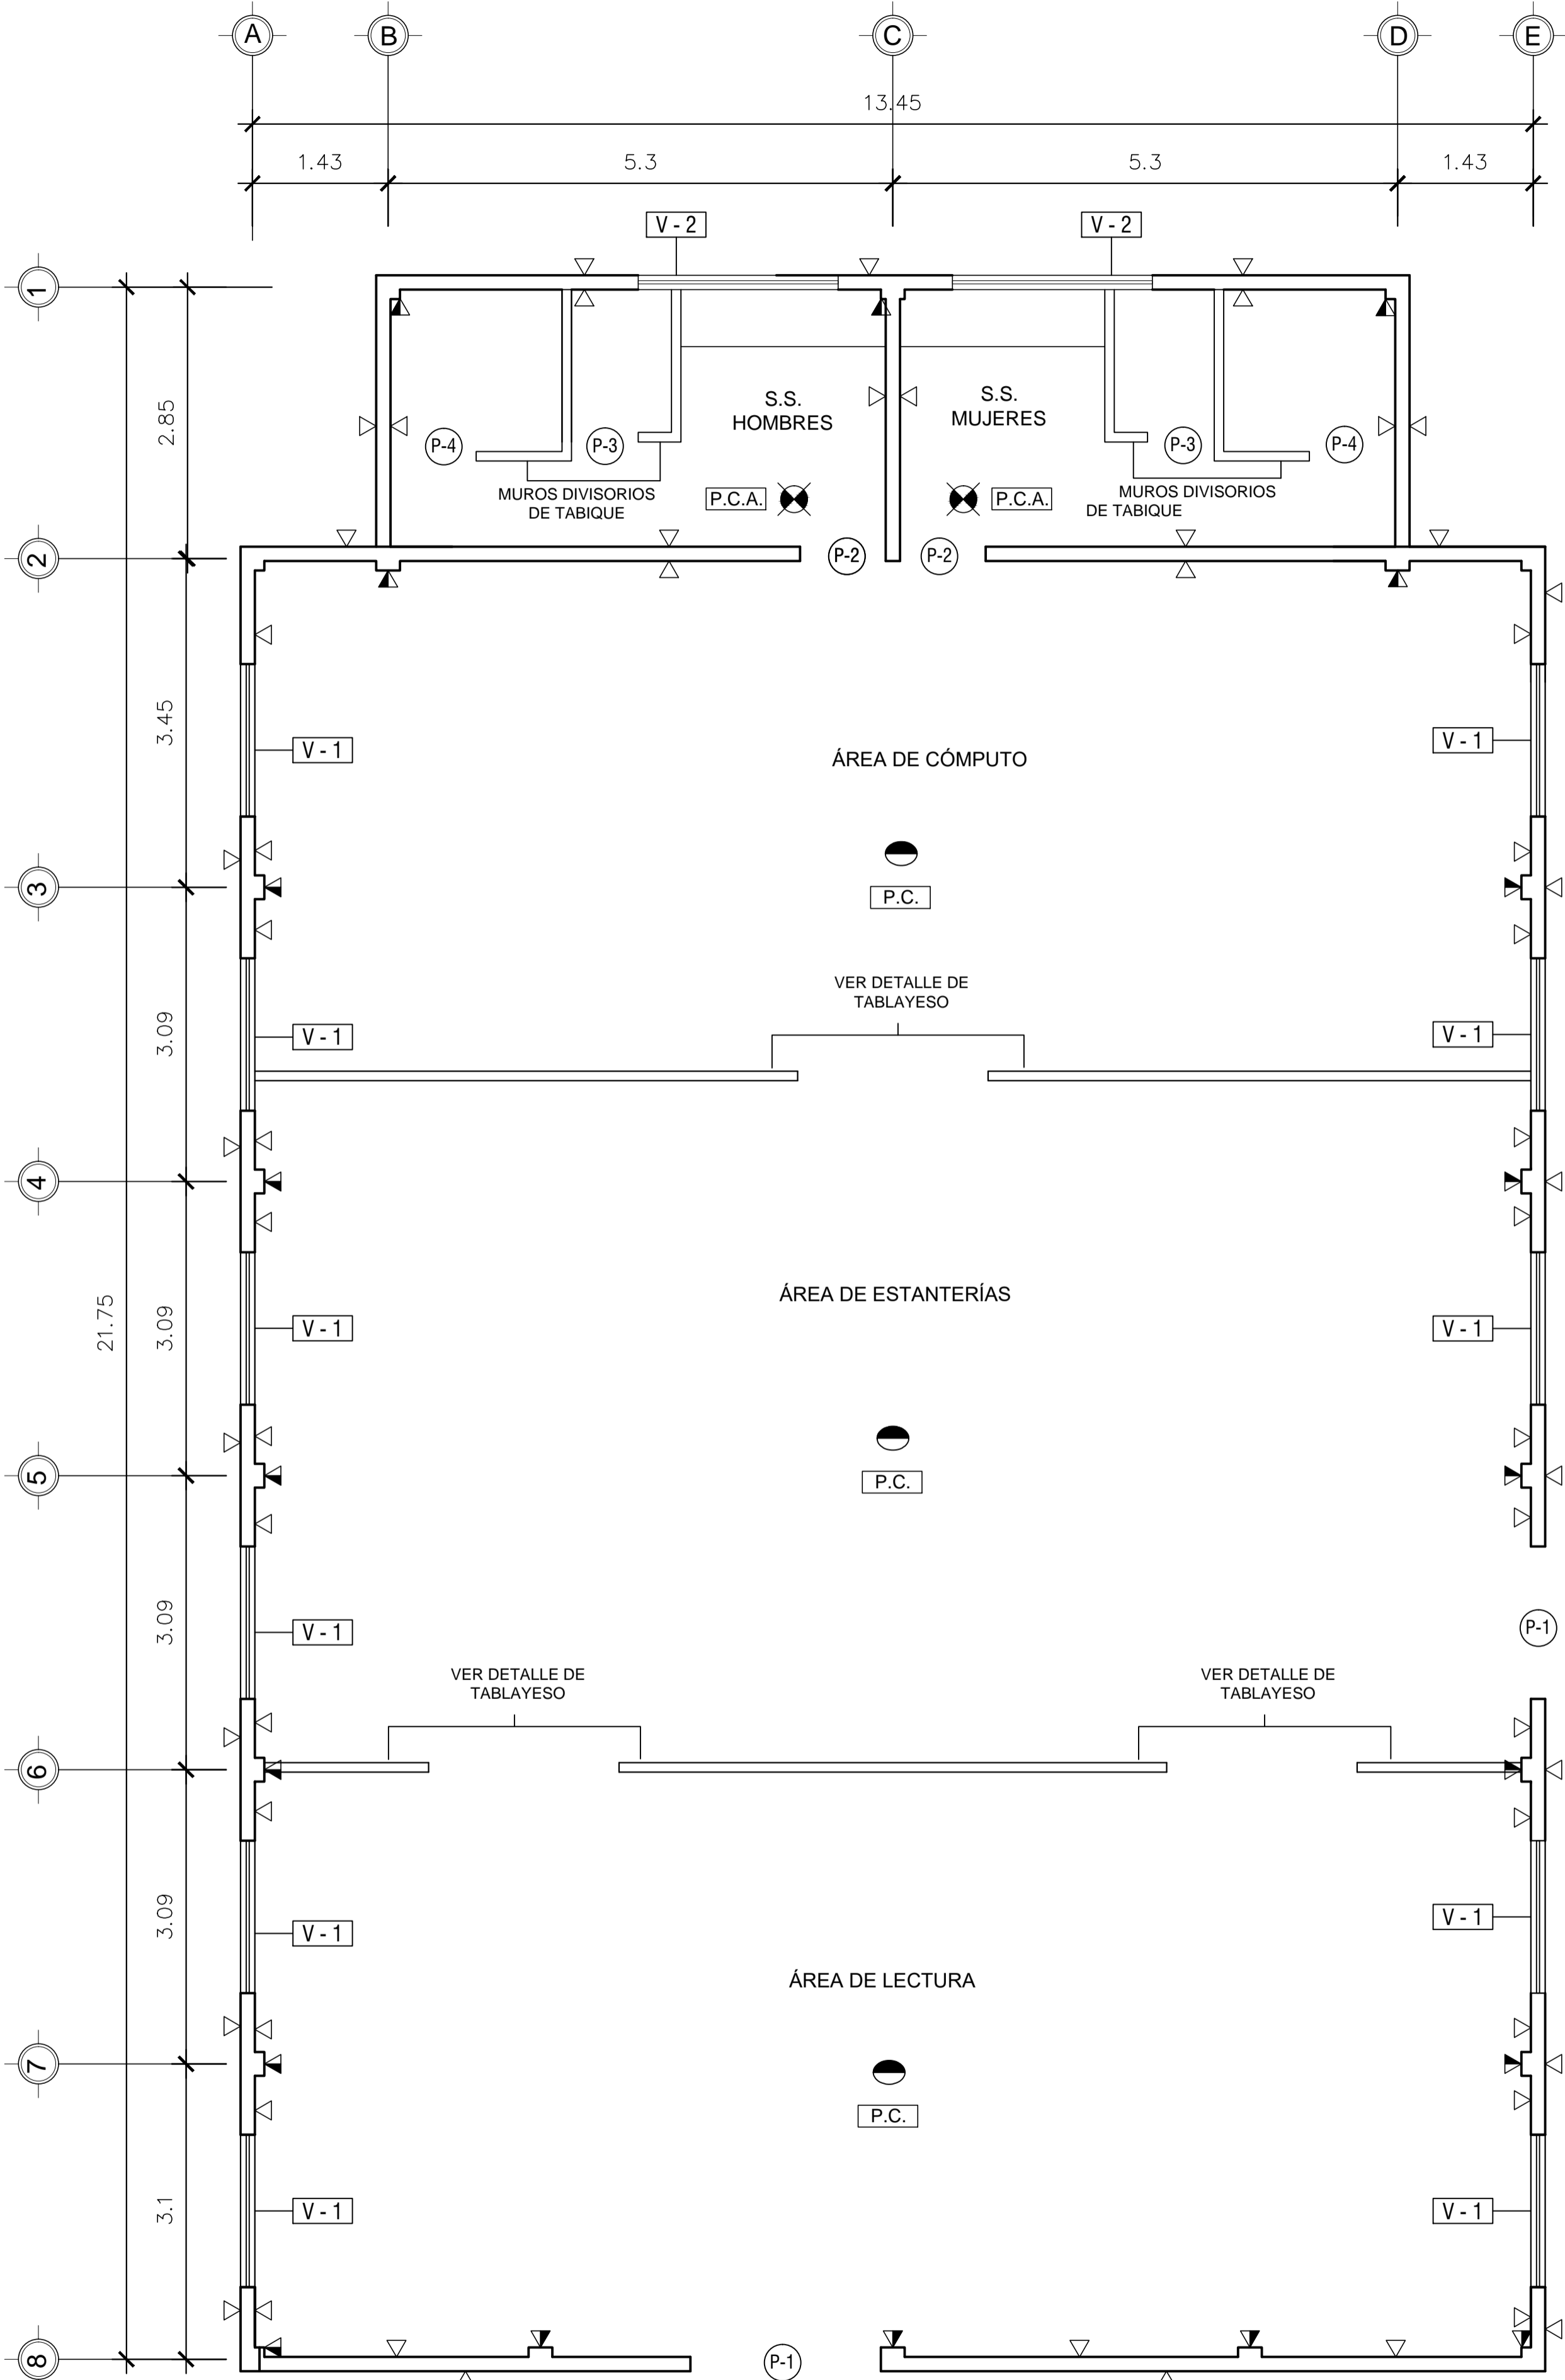 A
B
C
D
E
13.45
1.43
5.3
5.3
1.43
V - 2
V - 2
1
2.85
S.S.
HOMBRES
S.S.
MUJERES
P-4
P-3
P-3
P-4
MUROS DIVISORIOS
DE TABIQUE
P.C.A.
P.C.A.
MUROS DIVISORIOS
DE TABIQUE
2
P-2
P-2
3.45
V - 1
ÁREA DE CÓMPUTO
V - 1
3
P.C.
VER DETALLE DE
TABLAYESO
3.09
V - 1
V - 1
4
ÁREA DE ESTANTERÍAS
21.75
3.09
V - 1
V - 1
5
P.C.
3.09
V - 1
P-1
VER DETALLE DE
TABLAYESO
VER DETALLE DE
TABLAYESO
6
3.09
V - 1
V - 1
ÁREA DE LECTURA
7
P.C.
3.1
V - 1
V - 1
8
P-1